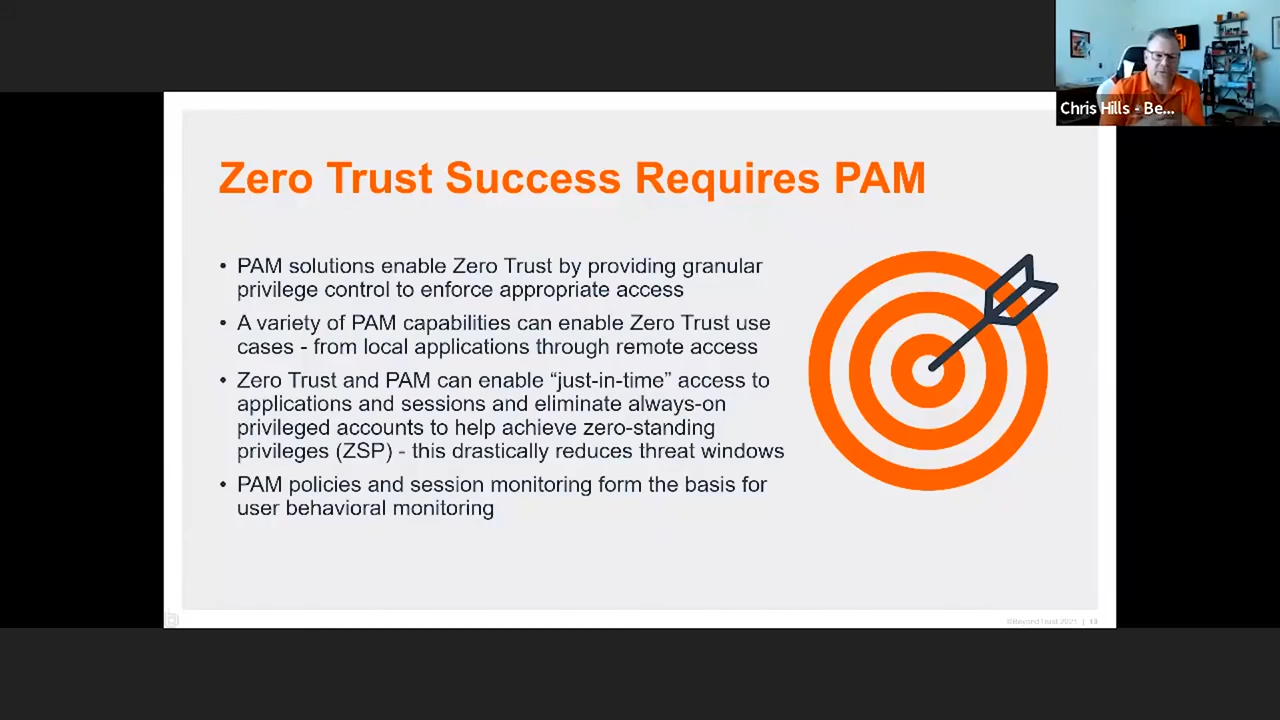 Chris Hills - Be...
Zero Trust Success Requires PAM
• PAM solutions enable Zero Trust by providing granular
privilege control to enforce appropriate access
• A variety of PAM capabilities can enable Zero Trust use
cases - from local applications through remote access
• Zero Trust and PAM can enable “just-in-time” access to
applications and sessions and eliminate always-on
privileged accounts to help achieve zero-standing
privileges (ZSP) - this drastically reduces threat windows
• PAM policies and session monitoring form the basis for
user behavioral monitoring
©BeyondTrust 2021 | 13